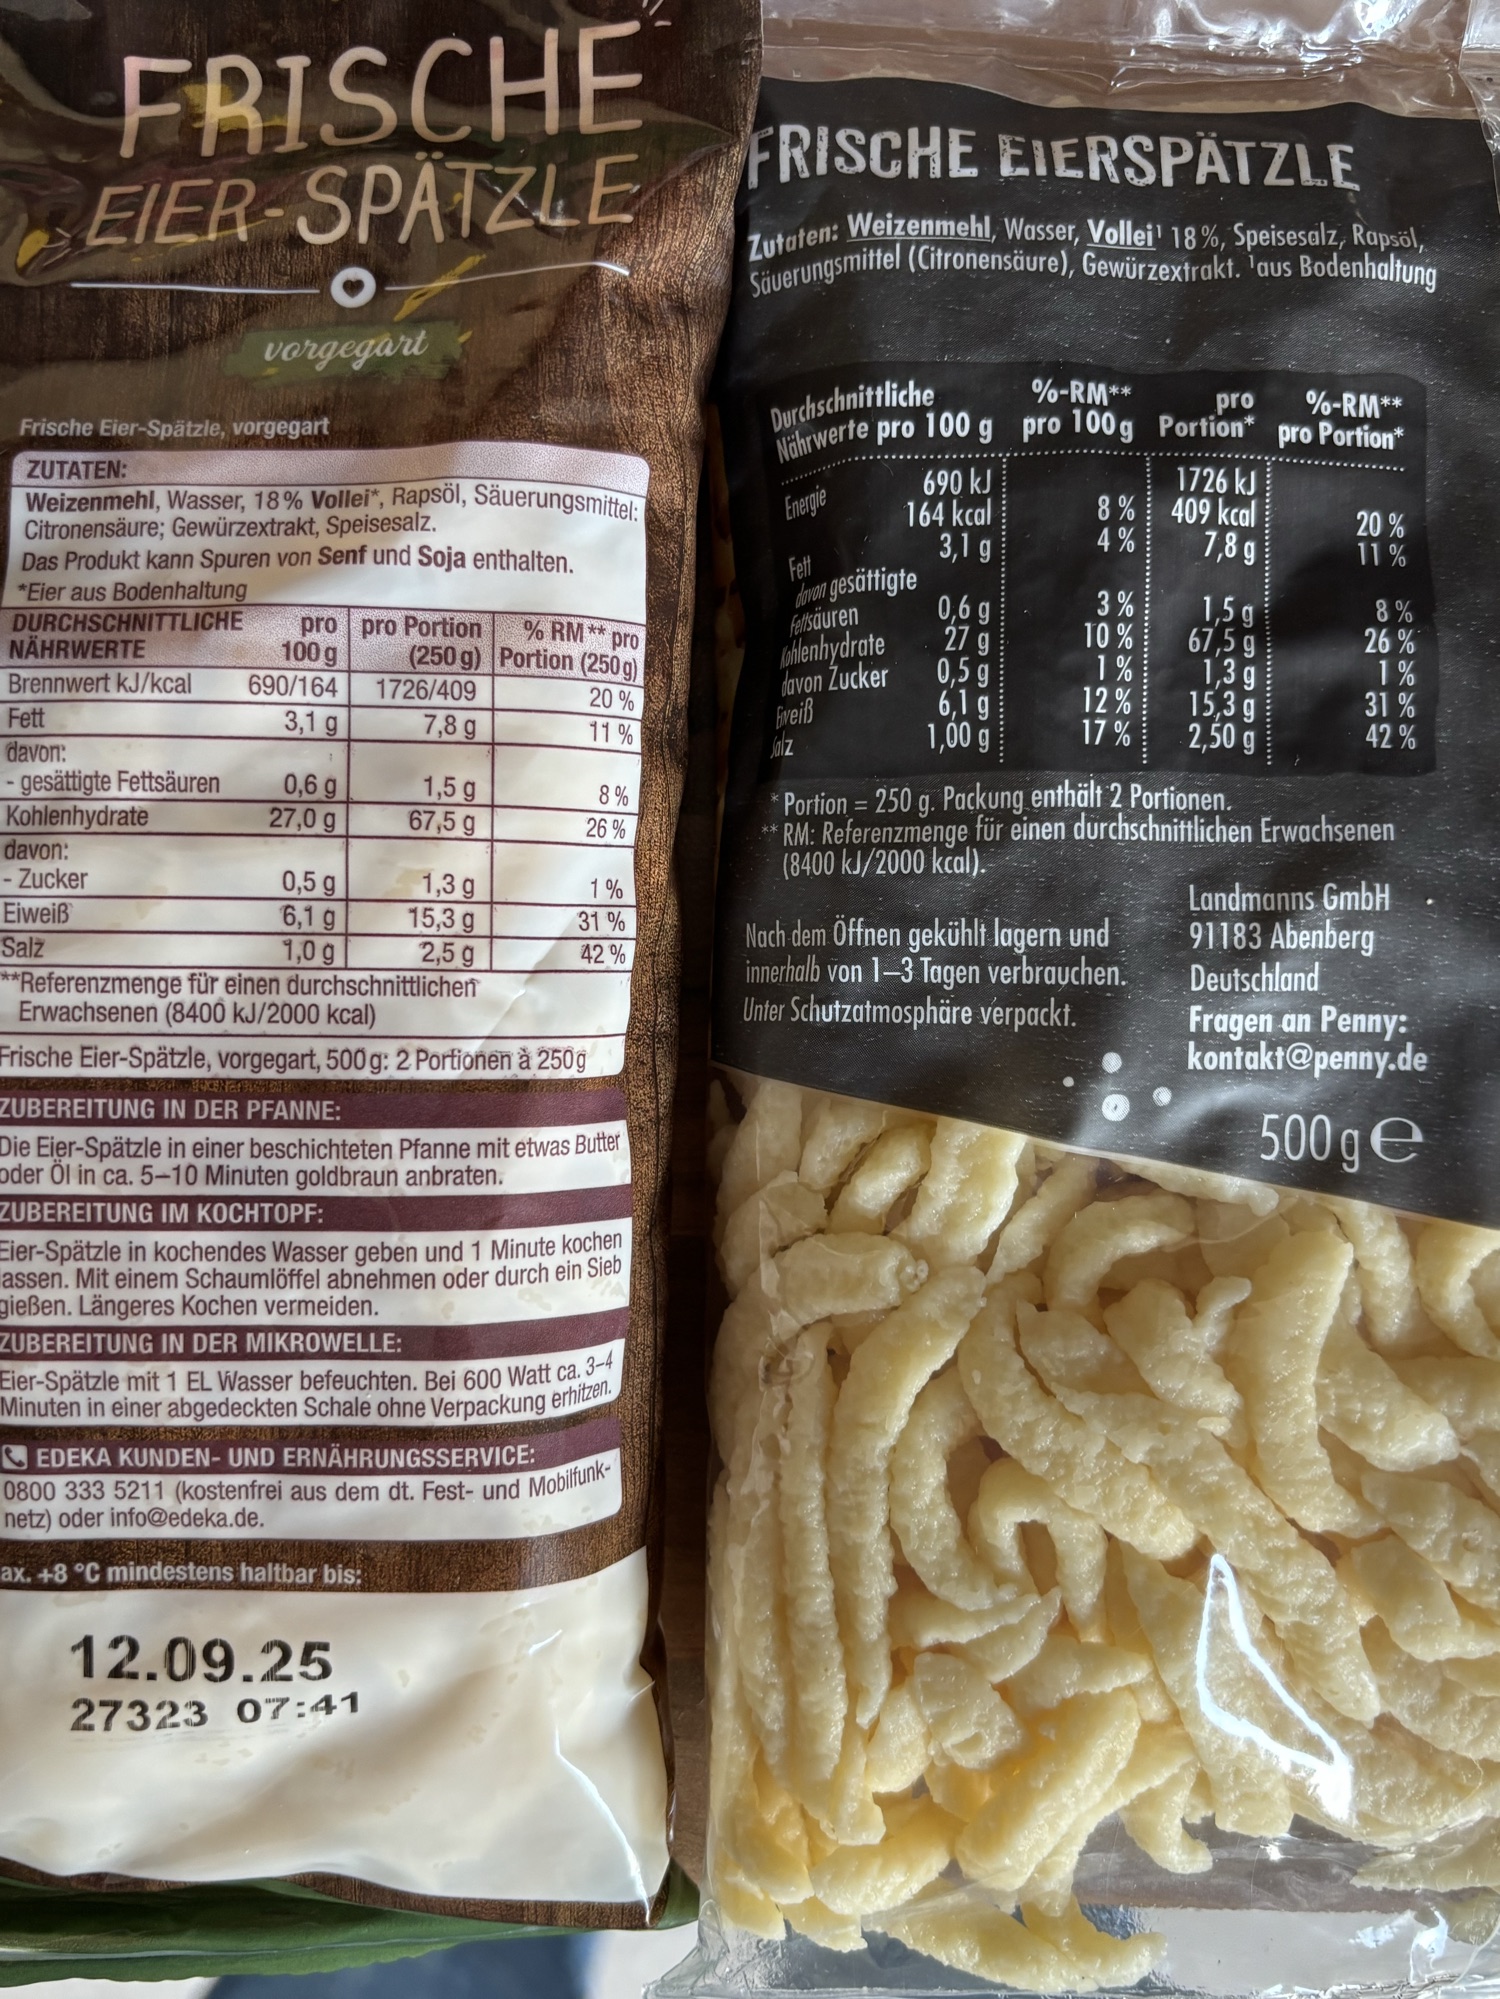 FRISCHE
EIER-SPÄTZLE
vorgegart
Frische Eier-Spätzle, vorgegart
ZUTATEN:
Weizenmehl, Wasser, 18% Vollei*, Rapsöl, Säuerungsmittel:
Citronensäure; Gewürzextrakt, Speisesalz.
Das Produkt kann Spuren von Senf und Soja enthalten.
*Eier aus Bodenhaltung
DURCHSCHNITTLICHE NÄHRWERTE pro 100 g pro Portion (250 g) % RM** pro Portion (250 g)
Brennwert kJ/kcal 690/164 1726/409 20 %
Fett 3,1 g 7,8 g 11 %
davon:
- gesättigte Fettsäuren 0,6 g 1,5 g 8 %
Kohlenhydrate 27,0 g 67,5 g 26 %
davon:
- Zucker 0,5 g 1,3 g 1 %
Eiweiß 6,1 g 15,3 g 31 %
Salz 1,0 g 2,5 g 42 %
**Referenzmenge für einen durchschnittlichen
Erwachsenen (8400 kJ/2000 kcal)
Frische Eier-Spätzle, vorgegart, 500 g: 2 Portionen à 250 g
ZUBEREITUNG IN DER PFANNE:
Die Eier-Spätzle in einer beschichteten Pfanne mit etwas Butter
oder Öl in ca. 5–10 Minuten goldbraun anbraten.
ZUBEREITUNG IM KOCHTOPF:
Eier-Spätzle in kochendes Wasser geben und 1 Minute kochen
lassen. Mit einem Schaumlöffel abnehmen oder durch ein Sieb
gießen. Längeres Kochen vermeiden.
ZUBEREITUNG IN DER MIKROWELLE:
Eier-Spätzle mit 1 EL Wasser befeuchten. Bei 600 Watt ca. 3–4
Minuten in einer abgedeckten Schale ohne Verpackung erhitzen.
EDEKA KUNDEN- UND ERNÄHRUNGSSERVICE:
0800 333 5211 (kostenfrei aus dem dt. Fest- und Mobilfunk-
netz) oder info@edeka.de.
ax. +8 °C mindestens haltbar bis:
12.09.25
27323 07:41
FRISCHE EIERSPÄTZLE
Zutaten: Weizenmehl, Wasser, Vollei¹ 18%, Speisesalz, Rapsöl,
Säuerungsmittel (Citronensäure), Gewürzextrakt. ¹aus Bodenhaltung
Durchschnittliche Nährwerte pro 100 g %-RM** pro 100 g pro Portion* %-RM** pro Portion*
Energie 690 kJ 1726 kJ
164 kcal 8 % 409 kcal 20 %
Fett 3,1 g 4 % 7,8 g 11 %
davon gesättigte
Fettsäuren 0,6 g 3 % 1,5 g 8 %
Kohlenhydrate 27 g 10 % 67,5 g 26 %
davon Zucker 0,5 g 1 % 1,3 g 1 %
Eiweiß 6,1 g 12 % 15,3 g 31 %
Salz 1,00 g 17 % 2,50 g 42 %
* Portion = 250 g. Packung enthält 2 Portionen.
** RM: Referenzmenge für einen durchschnittlichen Erwachsenen
(8400 kJ/2000 kcal).
Nach dem Öffnen gekühlt lagern und
innerhalb von 1–3 Tagen verbrauchen.
Unter Schutzatmosphäre verpackt.
Landmanns GmbH
91183 Abenberg
Deutschland
Fragen an Penny:
kontakt@penny.de
500 g e